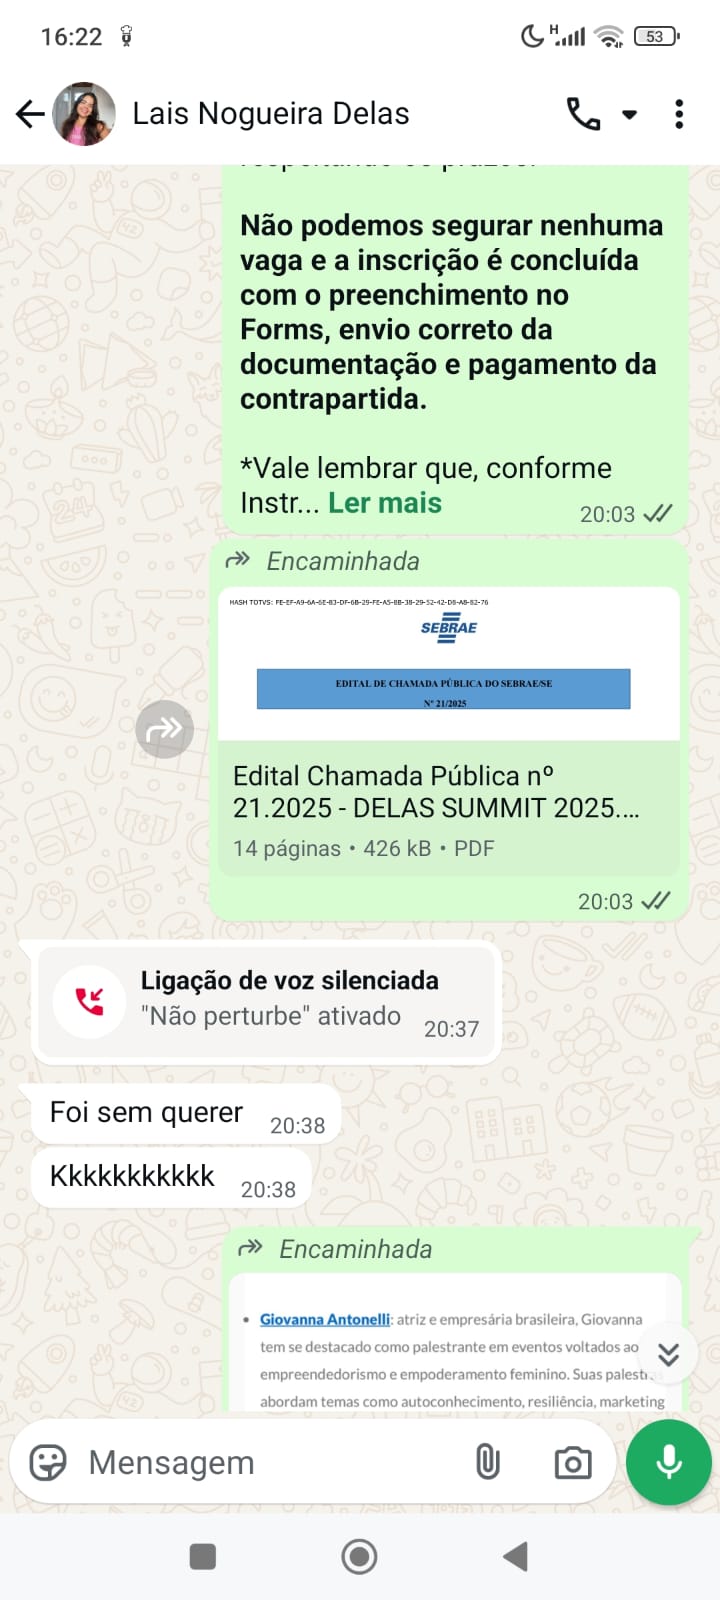 16:22
H
53
Lais Nogueira Delas
Não podemos segurar nenhuma
vaga e a inscrição é concluída
com o preenchimento no
Forms, envio correto da
documentação e pagamento da
contrapartida.
*Vale lembrar que, conforme
Instr... Ler mais
20:03
Encaminhada
HASH TOTVS: FE-EF-A9-6A-6E-83-DF-6B-29-FE-A5-8B-38-29-52-42-D8-AB-82-76
SEBRAE
EDITAL DE CHAMADA PÚBLICA DO SEBRAE/SE
Nº 21/2025
Edital Chamada Pública nº
21.2025 - DELAS SUMMIT 2025....
14 páginas • 426 kB • PDF
20:03
Ligação de voz silenciada
"Não perturbe" ativado 20:37
Foi sem querer 20:38
Kkkkkkkkkkk 20:38
Encaminhada
• Giovanna Antonelli: atriz e empresária brasileira, Giovanna
tem se destacado como palestrante em eventos voltados ao
empreendedorismo e empoderamento feminino. Suas palestr
abordam temas como autoconhecimento, resiliência, marketing
Mensagem